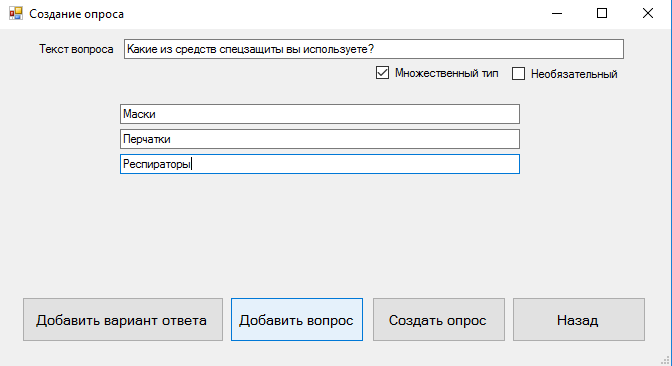 Создание опроса
Текст вопроса Какие из средств спецзащиты вы используете?
Множественный тип Необязательный
Маски
Перчатки
Респираторы
Добавить вариант ответа Добавить вопрос Создать опрос Назад